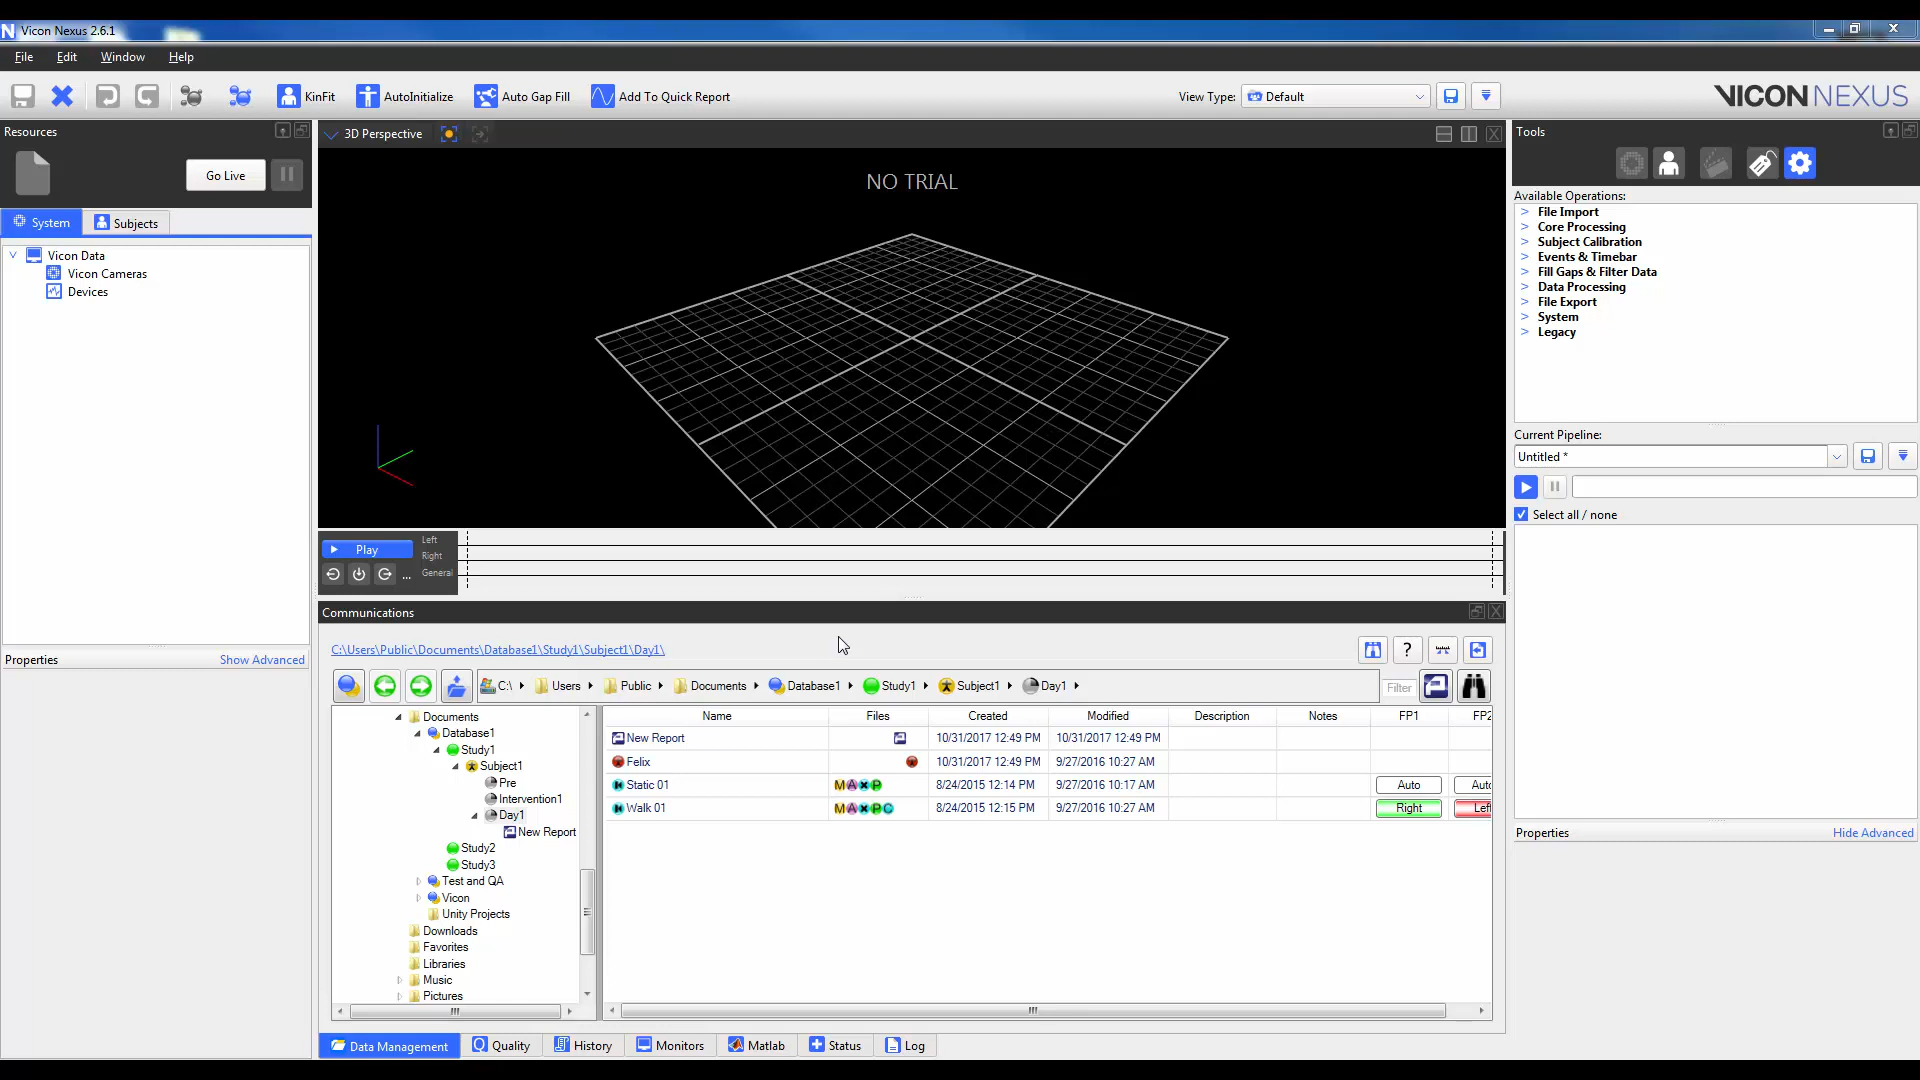 Vicon Nexus 2.6.1
File Edit Window Help
KinFit AutoInitialize Auto Gap Fill Add To Quick Report View Type: Default VICON NEXUS
Resources
Go Live
System Subjects
Vicon Data
Vicon Cameras
Devices
Properties Show Advanced
3D Perspective
NO TRIAL
Play
Left
Right
General
...
Communications
C:\Users\Public\Documents\Database1\Study1\Subject1\Day1\
?
C:\ Users Public Documents Database1 Study1 Subject1 Day1 Filter
Documents
Database1
Study1
Subject1
Pre
Intervention1
Day1
New Report
Study2
Study3
Test and QA
Vicon
Unity Projects
Downloads
Favorites
Libraries
Music
Pictures
Name Files Created Modified Description Notes FP1 FP2
New Report 10/31/2017 12:49 PM 10/31/2017 12:49 PM
Felix 10/31/2017 12:49 PM 9/27/2016 10:27 AM
Static 01 M A X P 8/24/2015 12:14 PM 9/27/2016 10:17 AM Auto Auto
Walk 01 M A X P C 8/24/2015 12:15 PM 9/27/2016 10:27 AM Right Left
Data Management Quality History Monitors Matlab Status Log
Tools
Available Operations:
File Import
Core Processing
Subject Calibration
Events & Timebar
Fill Gaps & Filter Data
Data Processing
File Export
System
Legacy
Current Pipeline:
Untitled *
Select all / none
Properties Hide Advanced